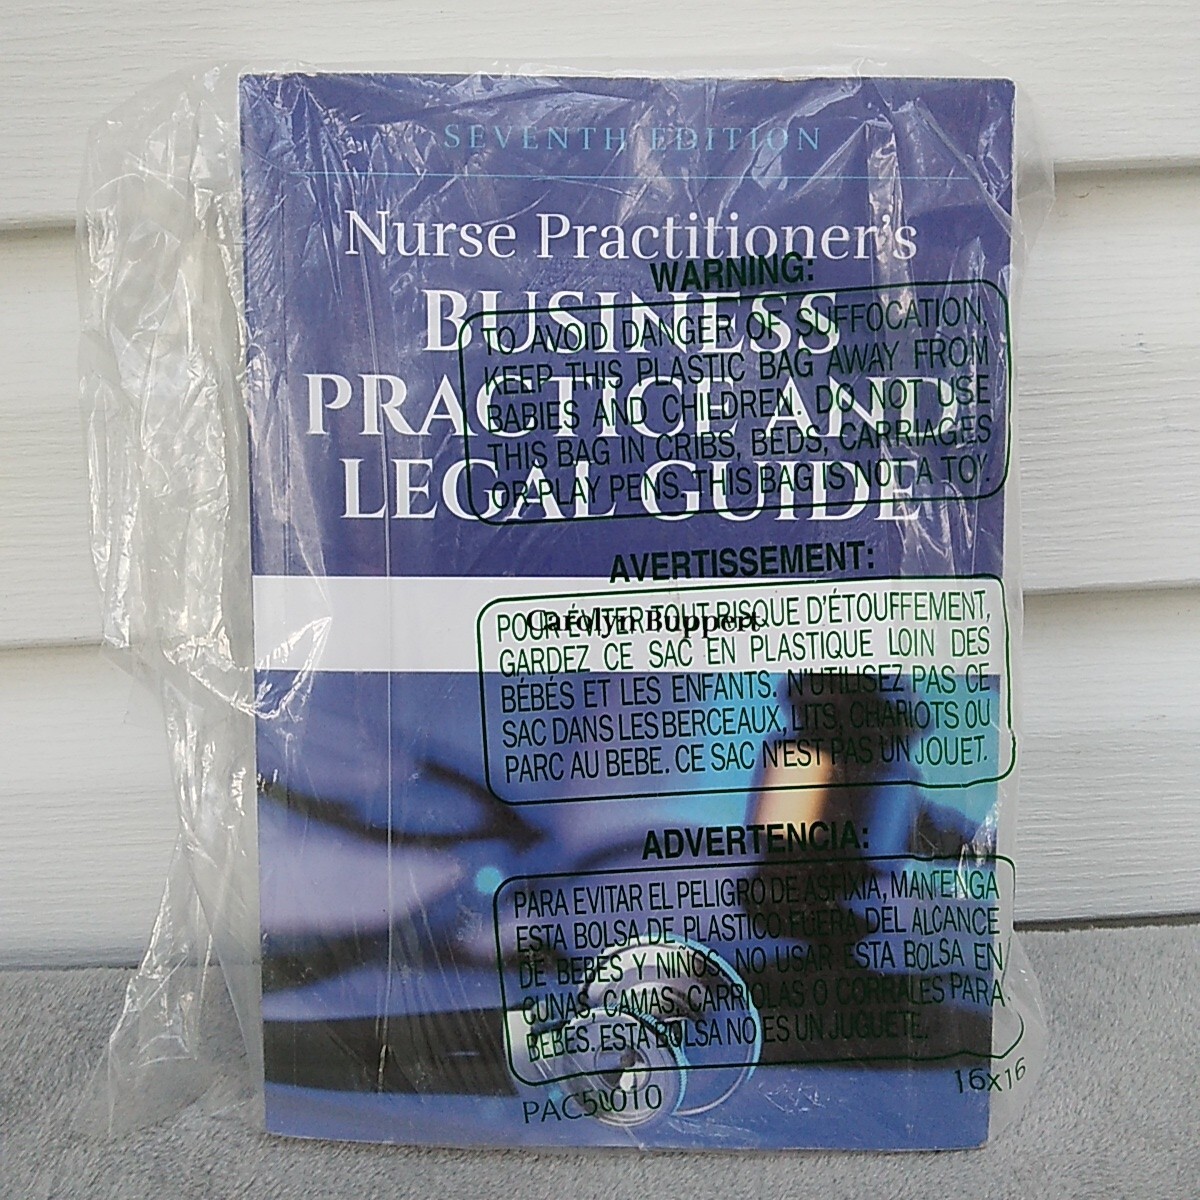 SEVENTH EDITION
Nurse Practitioner's
BUSINESS
PRACTICE AND
LEGAL GUIDE
Carolyn Buppert
WARNING:
TO AVOID DANGER OF SUFFOCATION,
KEEP THIS PLASTIC BAG AWAY FROM
BABIES AND CHILDREN. DO NOT USE
THIS BAG IN CRIBS, BEDS, CARRIAGES
OR PLAY PENS. THIS BAG IS NOT A TOY.
AVERTISSEMENT:
POUR ÉVITER TOUT RISQUE D'ÉTOUFFEMENT,
GARDEZ CE SAC EN PLASTIQUE LOIN DES
BÉBÉS ET LES ENFANTS. N'UTILISEZ PAS CE
SAC DANS LES BERCEAUX, LITS, CHARIOTS OU
PARC AU BEBE. CE SAC N'EST PAS UN JOUET.
ADVERTENCIA:
PARA EVITAR EL PELIGRO DE ASFIXIA, MANTENGA
ESTA BOLSA DE PLASTICO FUERA DEL ALCANCE
DE BEBÉS Y NIÑOS. NO USAR ESTA BOLSA EN
CUNAS, CAMAS, CARRIOLAS O CORRALES PARA
BEBÉS. ESTA BOLSA NO ES UN JUGUETE.
PAC50010
16x16